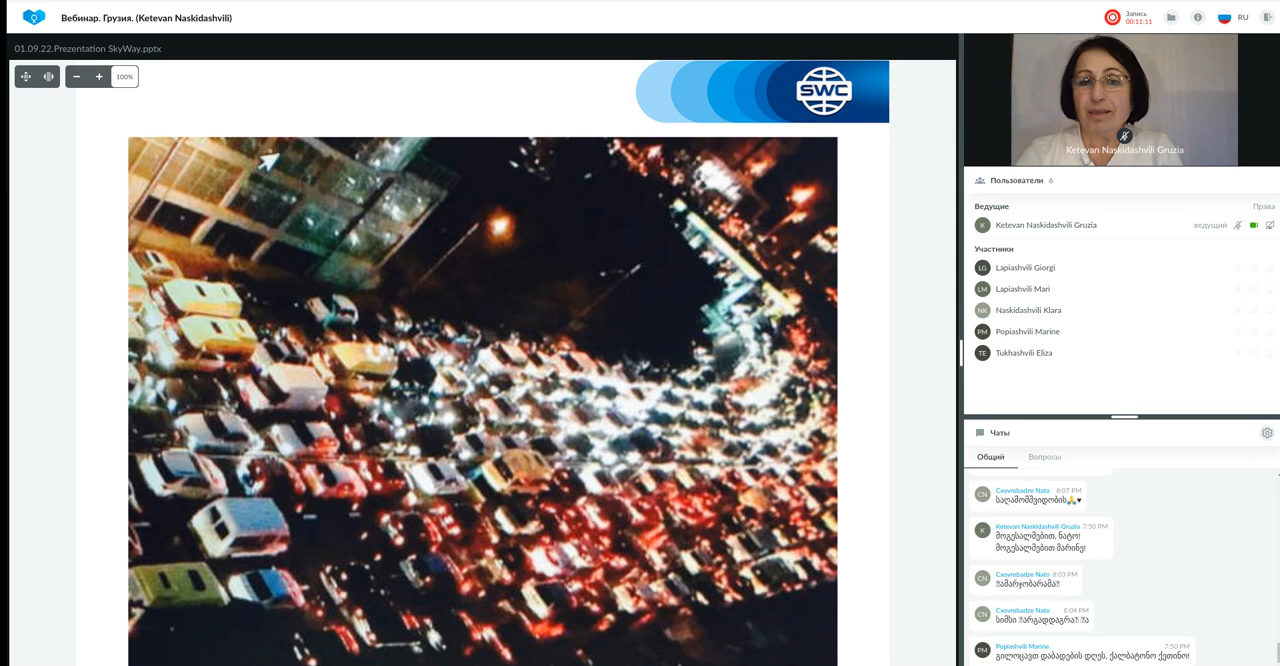 Вебинар. Грузия. (Ketevan Naskidashvili)
Запись
00:11:11
RU
01.09.22.Prezentation SkyWay.pptx
100%
SWC
Ketevan Naskidashvili Gruzia
Пользователи 6
Ведущие
Права
K
Ketevan Naskidashvili Gruzia
ведущий
Участники
LG
Lapiashvili Giorgi
LM
Lapiashvili Mari
NK
Naskidashvili Klara
PM
Popiashvili Marine
TE
Tukhashvili Eliza
Чаты
Общий
Вопросы
CN
Cxovrebadze Nato 8:07 PM
საღამომშვიდობის🙏♥
K
Ketevan Naskidashvili Gruzia 7:50 PM
მოგესალმებით, ნატო!
მოგესალმებით მარინე!
CN
Cxovrebadze Nato 8:03 PM
CN
Cxovrebadze Nato 8:04 PM
PM
Popiashvili Marine 7:50 PM
გილოცავთ დაბადების დღეს, ქალბატონო ქეთინო!